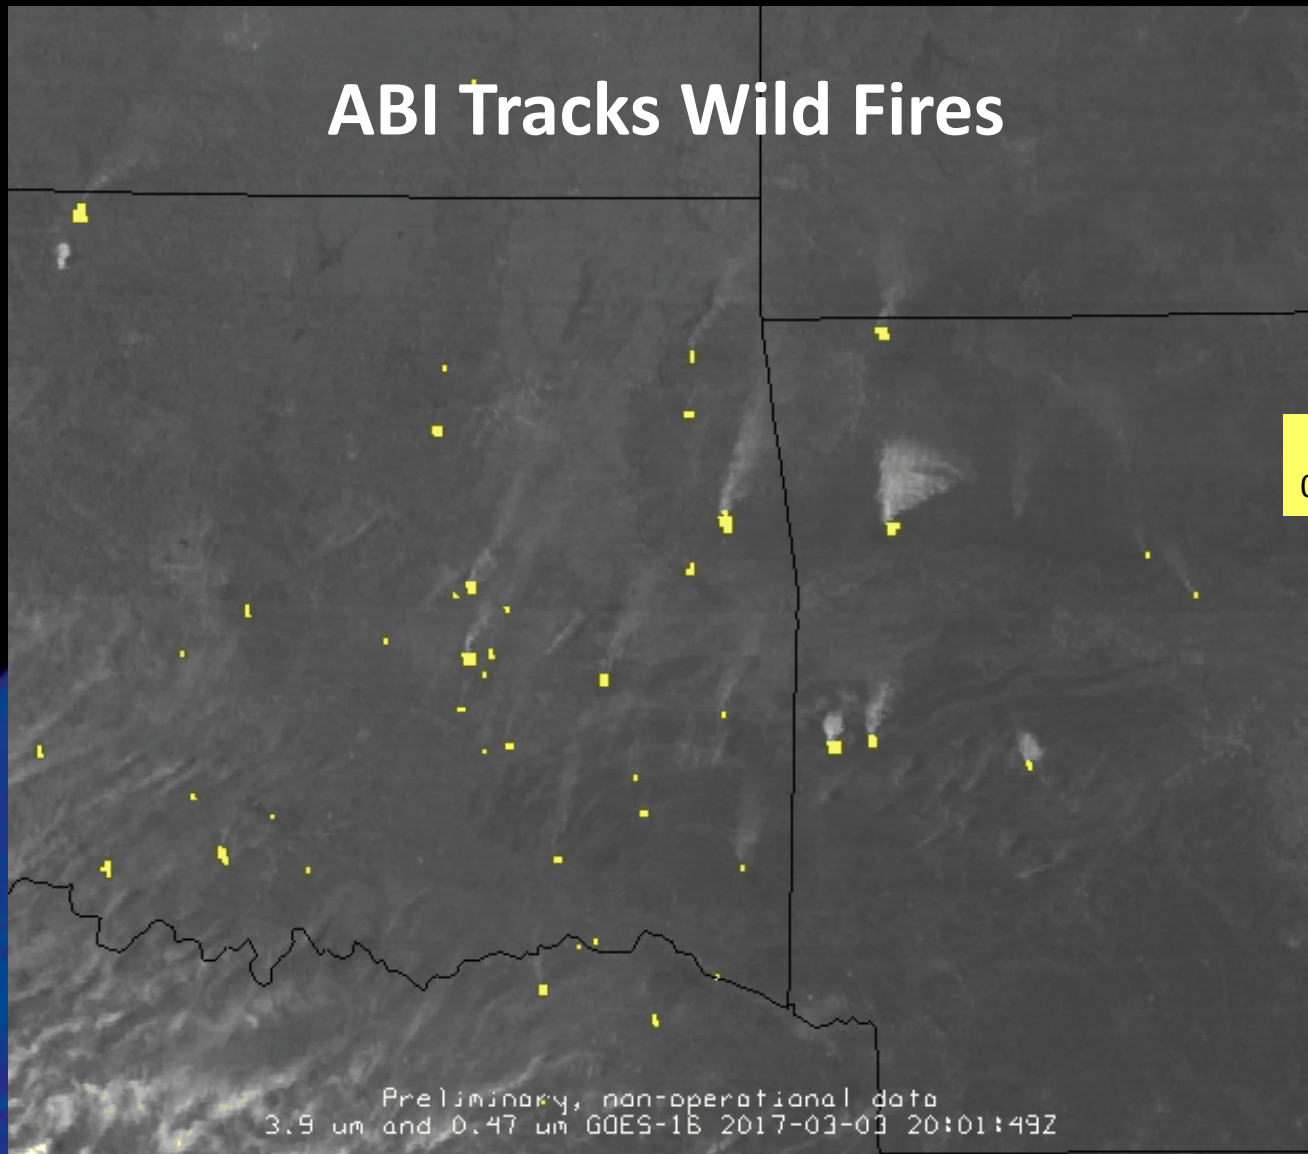 ABI Tracks Wild Fires
Preliminary, non-operational data
3.9 um and 0.47 um GOES-16 2017-03-03 20:01:49Z